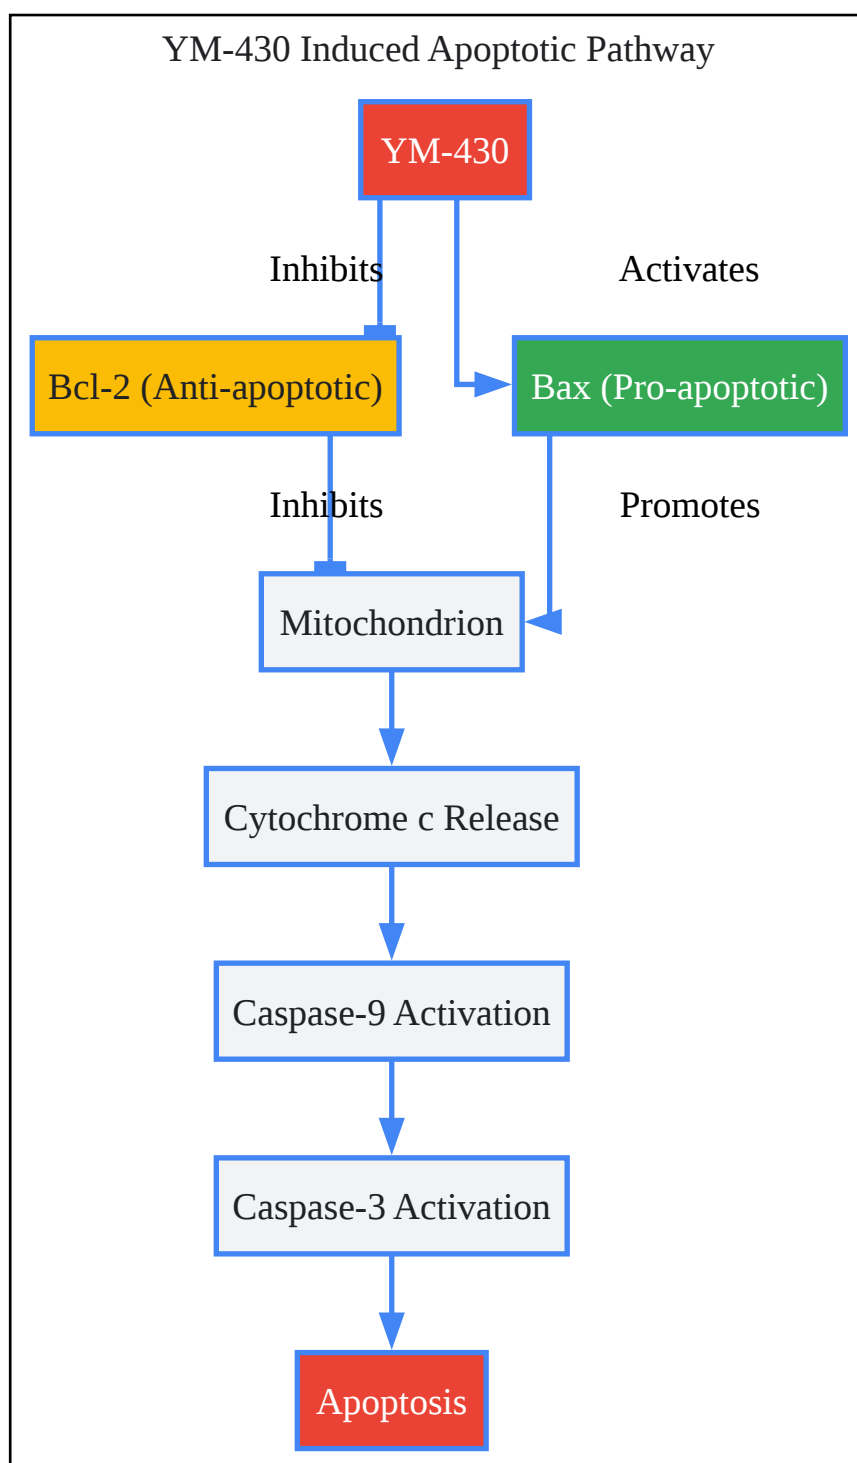 YM-430 Induced Apoptotic Pathway
YM-430
Inhibits
Activates
Bcl-2 (Anti-apoptotic)
Bax (Pro-apoptotic)
Inhibits
Promotes
Mitochondrion
Cytochrome c Release
Caspase-9 Activation
Caspase-3 Activation
Apoptosis